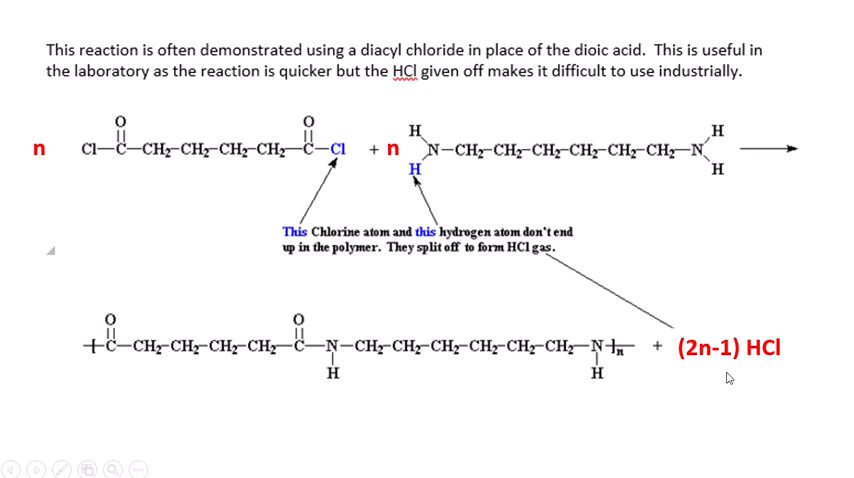 This reaction is often demonstrated using a diacyl chloride in place of the dioic acid. This is useful in
the laboratory as the reaction is quicker but the HCl given off makes it difficult to use industrially.
O O
H H
n Cl—C—CH₂—CH₂—CH₂—CH₂—C—Cl + n N—CH₂—CH₂—CH₂—CH₂—CH₂—CH₂—N
H H
This Chlorine atom and this hydrogen atom don't end
up in the polymer. They split off to form HCl gas.
O O
C—CH₂—CH₂—CH₂—CH₂—C—N—CH₂—CH₂—CH₂—CH₂—CH₂—CH₂—N n + (2n-1) HCl
H H